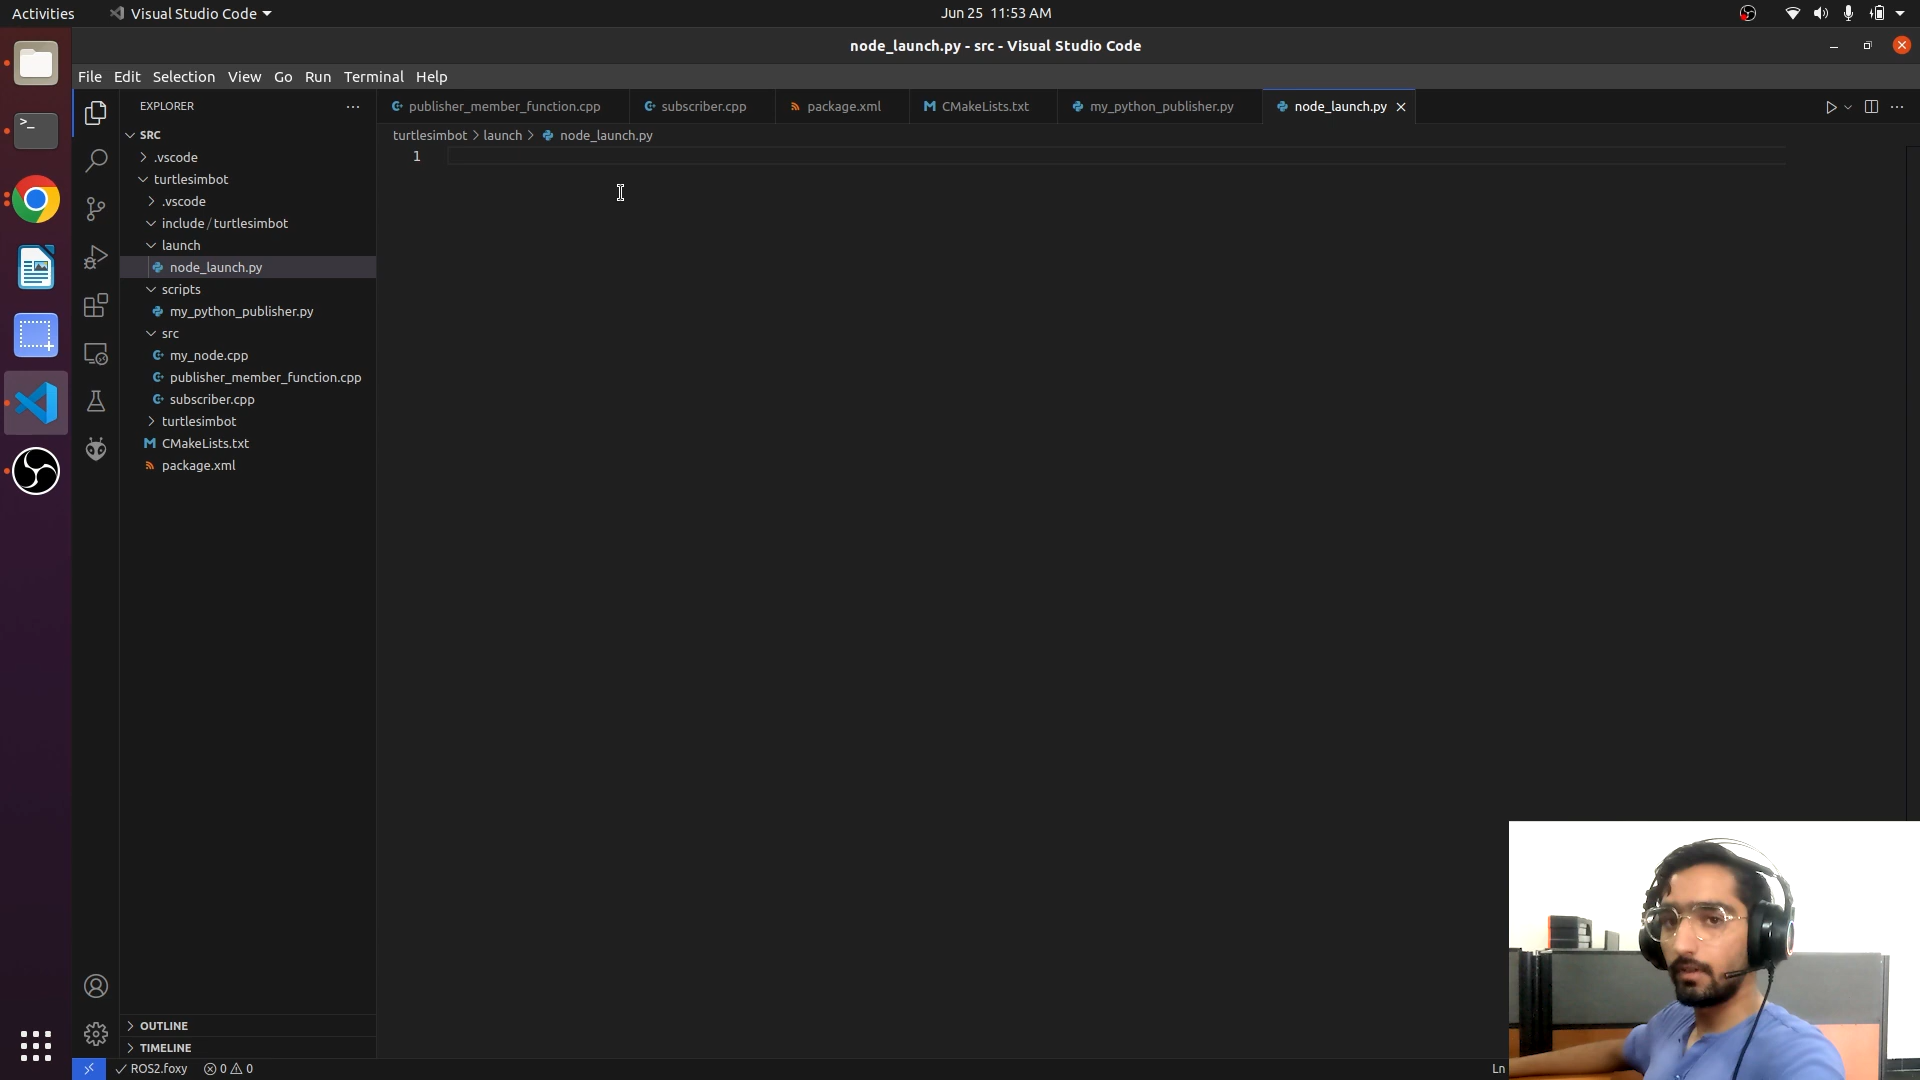 Activities
Visual Studio Code
Jun 25 11:53 AM
node_launch.py - src - Visual Studio Code
File Edit Selection View Go Run Terminal Help
EXPLORER
publisher_member_function.cpp
subscriber.cpp
package.xml
CMakeLists.txt
my_python_publisher.py
node_launch.py
turtlesimbot > launch > node_launch.py
1
SRC
.vscode
turtlesimbot
.vscode
include / turtlesimbot
launch
node_launch.py
scripts
my_python_publisher.py
src
my_node.cpp
publisher_member_function.cpp
subscriber.cpp
turtlesimbot
CMakeLists.txt
package.xml
OUTLINE
TIMELINE
ROS2.foxy 0 0
Ln